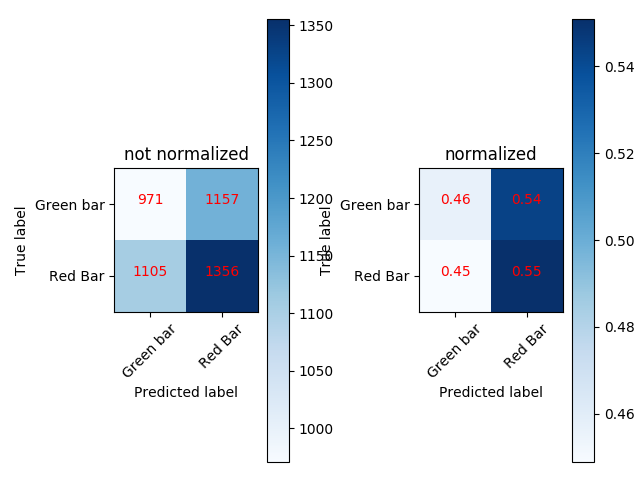 not normalized
True label
Green bar
Red Bar
971 1157
1105 1356
Green bar Red Bar
Predicted label
1350
1300
1250
1200
1150
1100
1050
1000
normalized
True label
Green bar
Red Bar
0.46 0.54
0.45 0.55
Green bar Red Bar
Predicted label
0.54
0.52
0.50
0.48
0.46